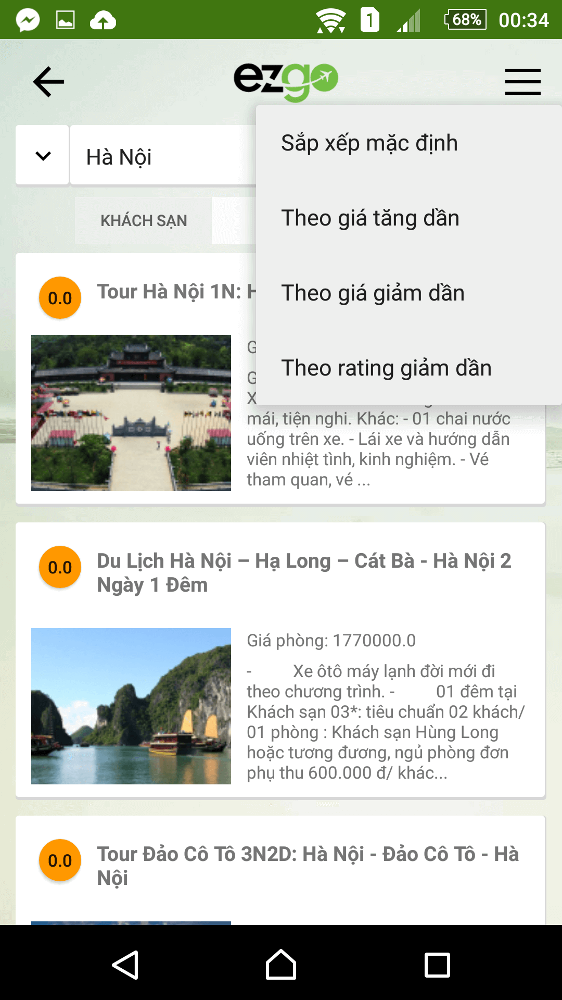 1
68%
00:34
ezgo
Hà Nội
Sắp xếp mặc định
Theo giá tăng dần
Theo giá giảm dần
Theo rating giảm dần
KHÁCH SẠN
0.0
Tour Hà Nội 1N:
mái, tiện nghi. Khác: - 01 chai nước
uống trên xe. - Lái xe và hướng dẫn
viên nhiệt tình, kinh nghiệm. - Vé
tham quan, vé ...
0.0
Du Lịch Hà Nội – Hạ Long – Cát Bà - Hà Nội 2
Ngày 1 Đêm
Giá phòng: 1770000.0
- Xe ôtô máy lạnh đời mới đi
theo chương trình. - 01 đêm tại
Khách sạn 03*: tiêu chuẩn 02 khách/
01 phòng : Khách sạn Hùng Long
hoặc tương đương, ngủ phòng đơn
phụ thu 600.000 đ/ khác...
0.0
Tour Đảo Cô Tô 3N2D: Hà Nội - Đảo Cô Tô - Hà
Nội